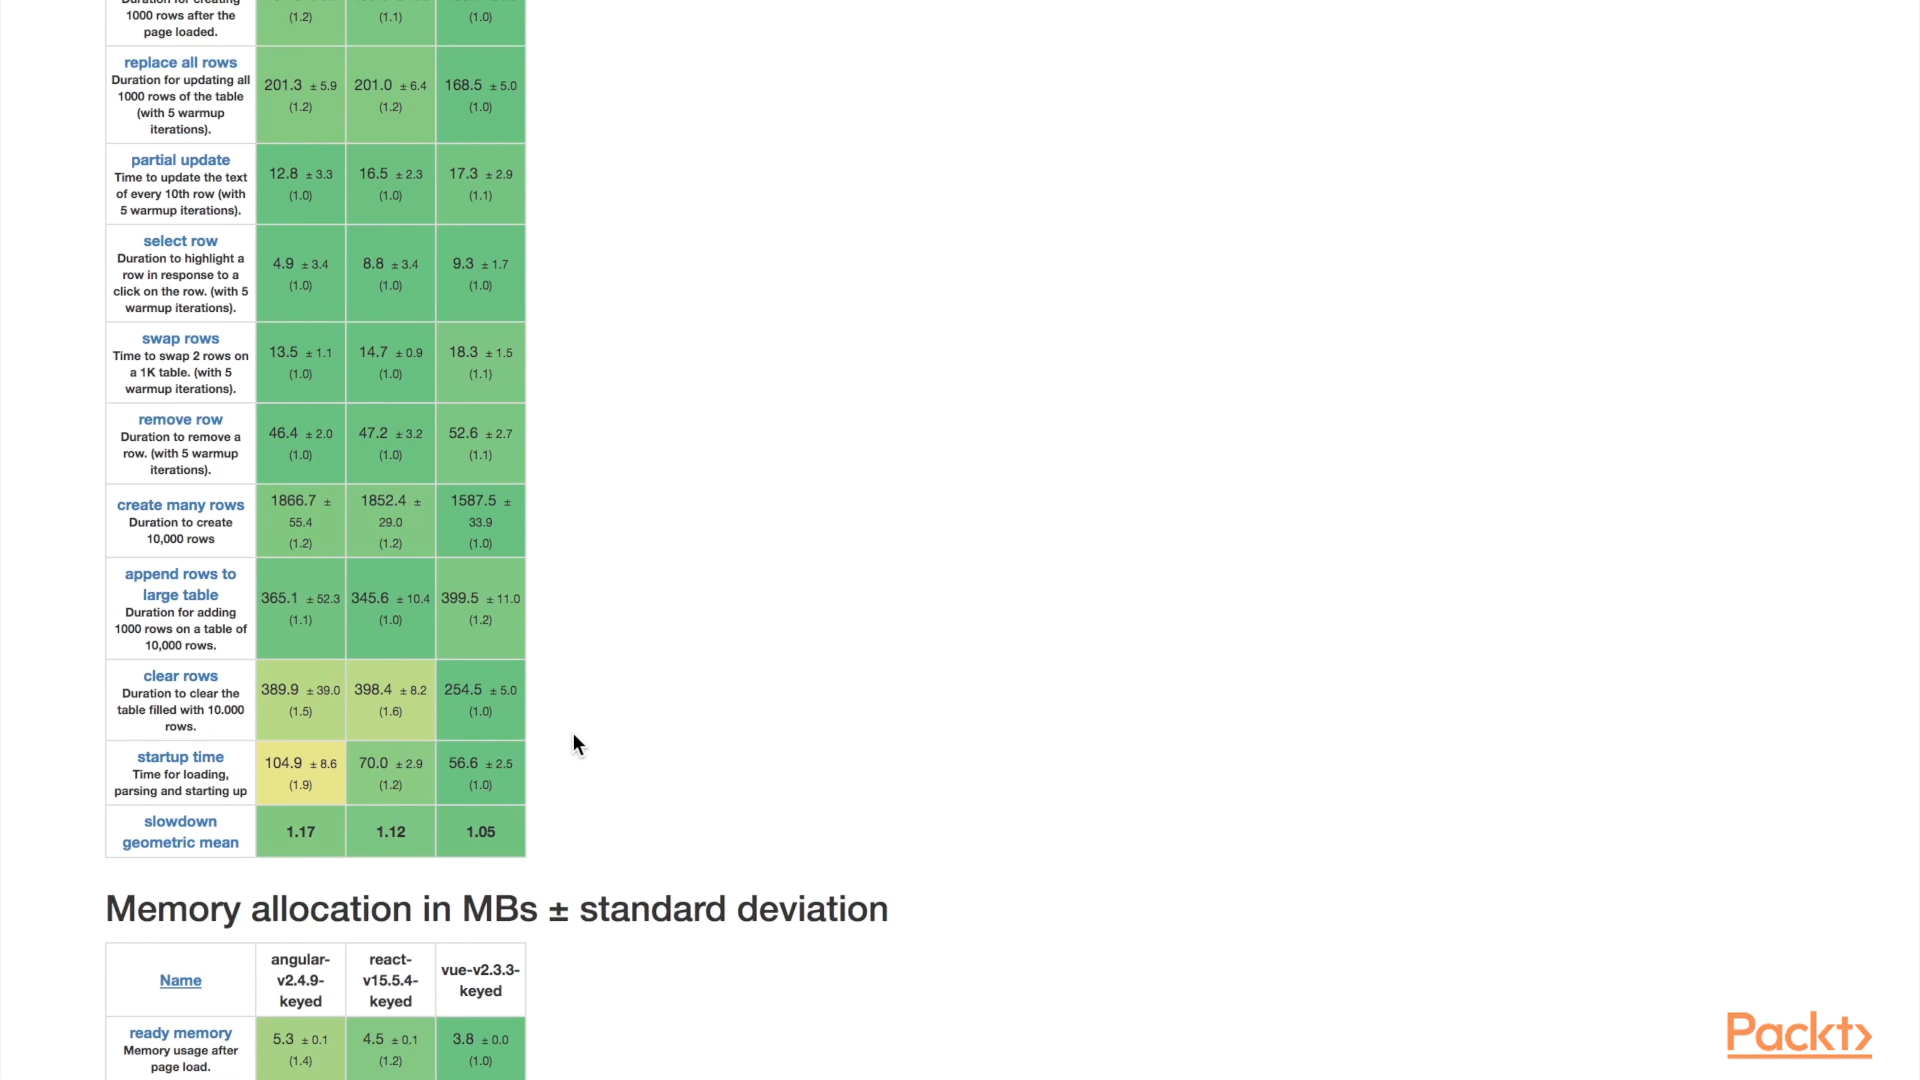 1000 rows after the
page loaded.
(1.2)
(1.1)
(1.0)
replace all rows
Duration for updating all
1000 rows of the table
(with 5 warmup
iterations).
201.3 ± 5.9
(1.2)
201.0 ± 6.4
(1.2)
168.5 ± 5.0
(1.0)
partial update
Time to update the text
of every 10th row (with
5 warmup iterations).
12.8 ± 3.3
(1.0)
16.5 ± 2.3
(1.0)
17.3 ± 2.9
(1.1)
select row
Duration to highlight a
row in response to a
click on the row. (with 5
warmup iterations).
4.9 ± 3.4
(1.0)
8.8 ± 3.4
(1.0)
9.3 ± 1.7
(1.0)
swap rows
Time to swap 2 rows on
a 1K table. (with 5
warmup iterations).
13.5 ± 1.1
(1.0)
14.7 ± 0.9
(1.0)
18.3 ± 1.5
(1.1)
remove row
Duration to remove a
row. (with 5 warmup
iterations).
46.4 ± 2.0
(1.0)
47.2 ± 3.2
(1.0)
52.6 ± 2.7
(1.1)
create many rows
Duration to create
10,000 rows
1866.7 ±
55.4
(1.2)
1852.4 ±
29.0
(1.2)
1587.5 ±
33.9
(1.0)
append rows to
large table
Duration for adding
1000 rows on a table of
10,000 rows.
365.1 ± 52.3
(1.1)
345.6 ± 10.4
(1.0)
399.5 ± 11.0
(1.2)
clear rows
Duration to clear the
table filled with 10.000
rows.
389.9 ± 39.0
(1.5)
398.4 ± 8.2
(1.6)
254.5 ± 5.0
(1.0)
startup time
Time for loading,
parsing and starting up
104.9 ± 8.6
(1.9)
70.0 ± 2.9
(1.2)
56.6 ± 2.5
(1.0)
slowdown
geometric mean
1.17
1.12
1.05
Memory allocation in MBs ± standard deviation
Name
angular-
v2.4.9-
keyed
react-
v15.5.4-
keyed
vue-v2.3.3-
keyed
ready memory
Memory usage after
page load.
5.3 ± 0.1
(1.4)
4.5 ± 0.1
(1.2)
3.8 ± 0.0
(1.0)
Packt>